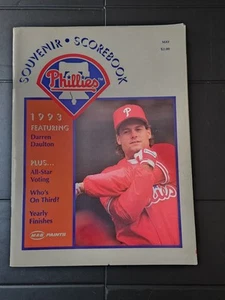 SOUVENIR • SCOREBOOK
Phillies
1993
FEATURING
Darren
Daulton
PLUS...
All-Star
Voting
Who's
On Third?
Yearly
Finishes
PAINTS